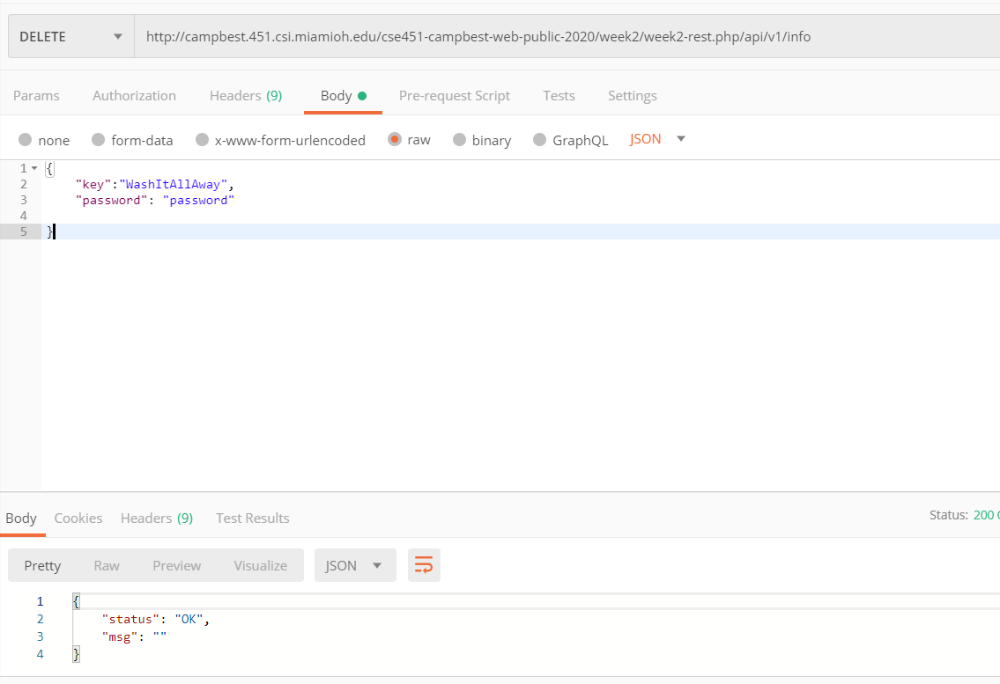 DELETE http://campbest.451.csi.miamioh.edu/cse451-campbest-web-public-2020/week2/week2-rest.php/api/v1/info
Params Authorization Headers (9) Body Pre-request Script Tests Settings
none form-data x-www-form-urlencoded raw binary GraphQL JSON
1 {
2 "key":"WashItAllAway",
3 "password": "password"
4
5 }
Body Cookies Headers (9) Test Results Status: 200
Pretty Raw Preview Visualize JSON
1 {
2 "status": "OK",
3 "msg": ""
4 }